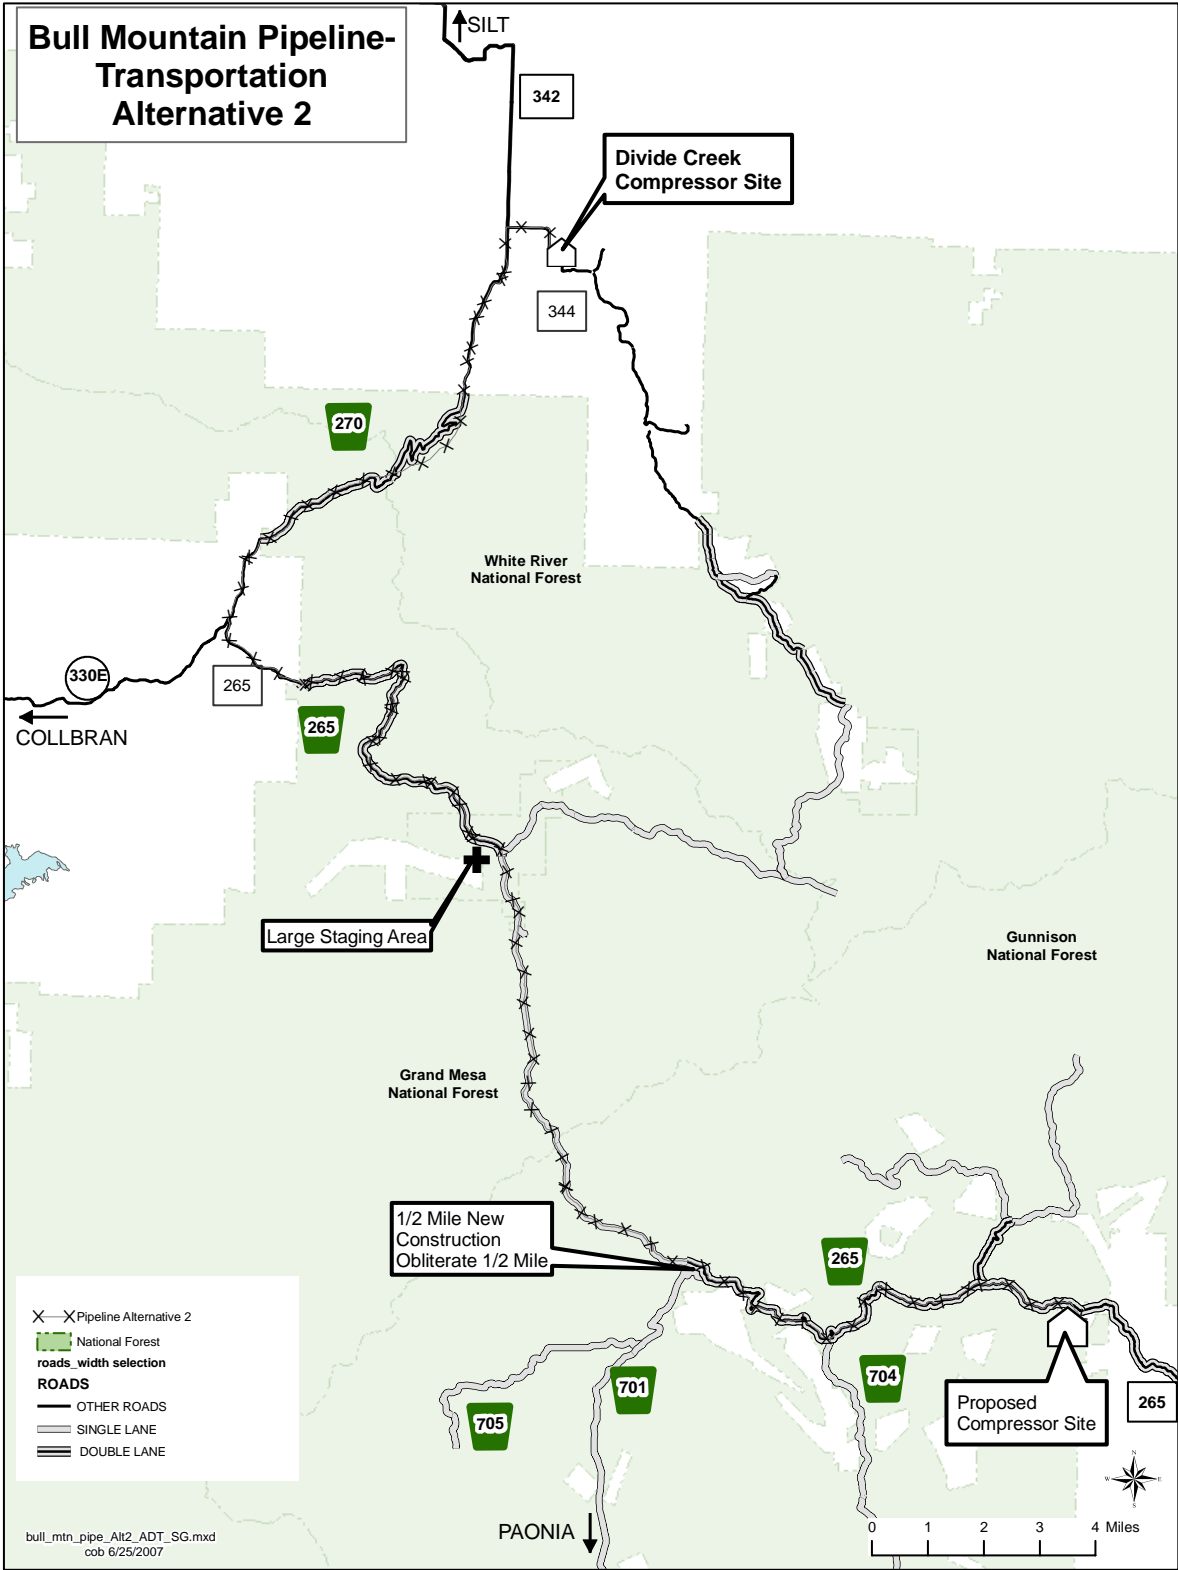 Bull Mountain Pipeline-
Transportation
Alternative 2
SILT
342
Divide Creek
Compressor Site
344
270
White River
National Forest
330E
265
COLLBRAN
265
Large Staging Area
Gunnison
National Forest
Grand Mesa
National Forest
1/2 Mile New
Construction
Obliterate 1/2 Mile
265
Pipeline Alternative 2
National Forest
roads_width selection
ROADS
OTHER ROADS
SINGLE LANE
DOUBLE LANE
704
701
705
Proposed
Compressor Site
265
N
W
E
S
PAONIA
0 1 2 3 4 Miles
bull_mtn_pipe_Alt2_ADT_SG.mxd
cob 6/25/2007